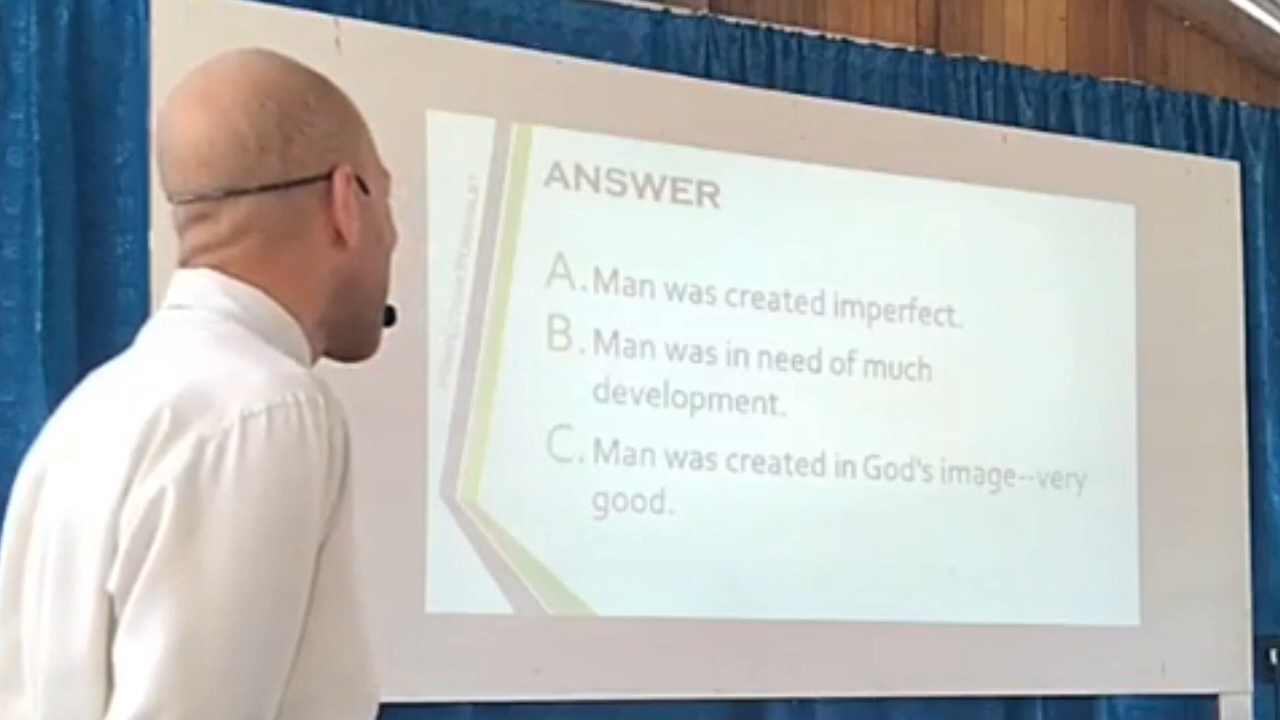 ANSWER
A. Man was created imperfect.
B. Man was in need of much
development.
C. Man was created in God's image--very
good.